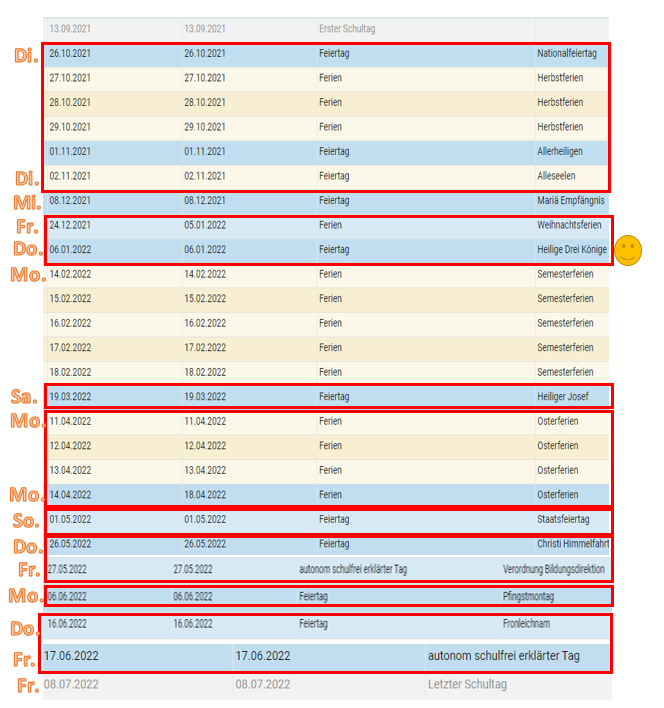 13.09.2021 13.09.2021 Erster Schultag
Di. 26.10.2021 26.10.2021 Feiertag Nationalfeiertag
27.10.2021 27.10.2021 Ferien Herbstferien
28.10.2021 28.10.2021 Ferien Herbstferien
29.10.2021 29.10.2021 Ferien Herbstferien
01.11.2021 01.11.2021 Feiertag Allerheiligen
Di. 02.11.2021 02.11.2021 Feiertag Alleseelen
Mi. 08.12.2021 08.12.2021 Feiertag Mariä Empfängnis
Fr. 24.12.2021 05.01.2022 Ferien Weihnachtsferien
Do. 06.01.2022 06.01.2022 Feiertag Heilige Drei Könige
Mo. 14.02.2022 14.02.2022 Ferien Semesterferien
15.02.2022 15.02.2022 Ferien Semesterferien
16.02.2022 16.02.2022 Ferien Semesterferien
17.02.2022 17.02.2022 Ferien Semesterferien
18.02.2022 18.02.2022 Ferien Semesterferien
Sa. 19.03.2022 19.03.2022 Feiertag Heiliger Josef
Mo. 11.04.2022 11.04.2022 Ferien Osterferien
12.04.2022 12.04.2022 Ferien Osterferien
13.04.2022 13.04.2022 Ferien Osterferien
Mo. 14.04.2022 18.04.2022 Ferien Osterferien
So. 01.05.2022 01.05.2022 Feiertag Staatsfeiertag
Do. 26.05.2022 26.05.2022 Feiertag Christi Himmelfahrt
Fr. 27.05.2022 27.05.2022 autonom schulfrei erklärter Tag Verordnung Bildungsdirektion
Mo. 06.06.2022 06.06.2022 Feiertag Pfingstmontag
Do. 16.06.2022 16.06.2022 Feiertag Fronleichnam
Fr. 17.06.2022 17.06.2022 autonom schulfrei erklärter Tag
Fr. 08.07.2022 08.07.2022 Letzter Schultag